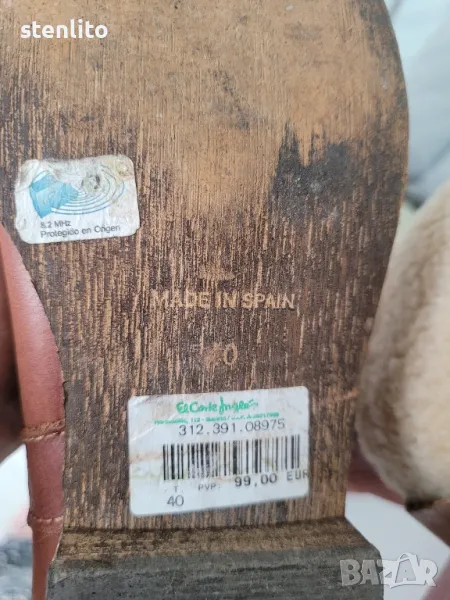 stenlito
8.2 MHz
Protegido en Origen
MADE IN SPAIN
40
El Corte Inglés
312.391.08975
T PVP: 99,00 EUR
40
BAZAR